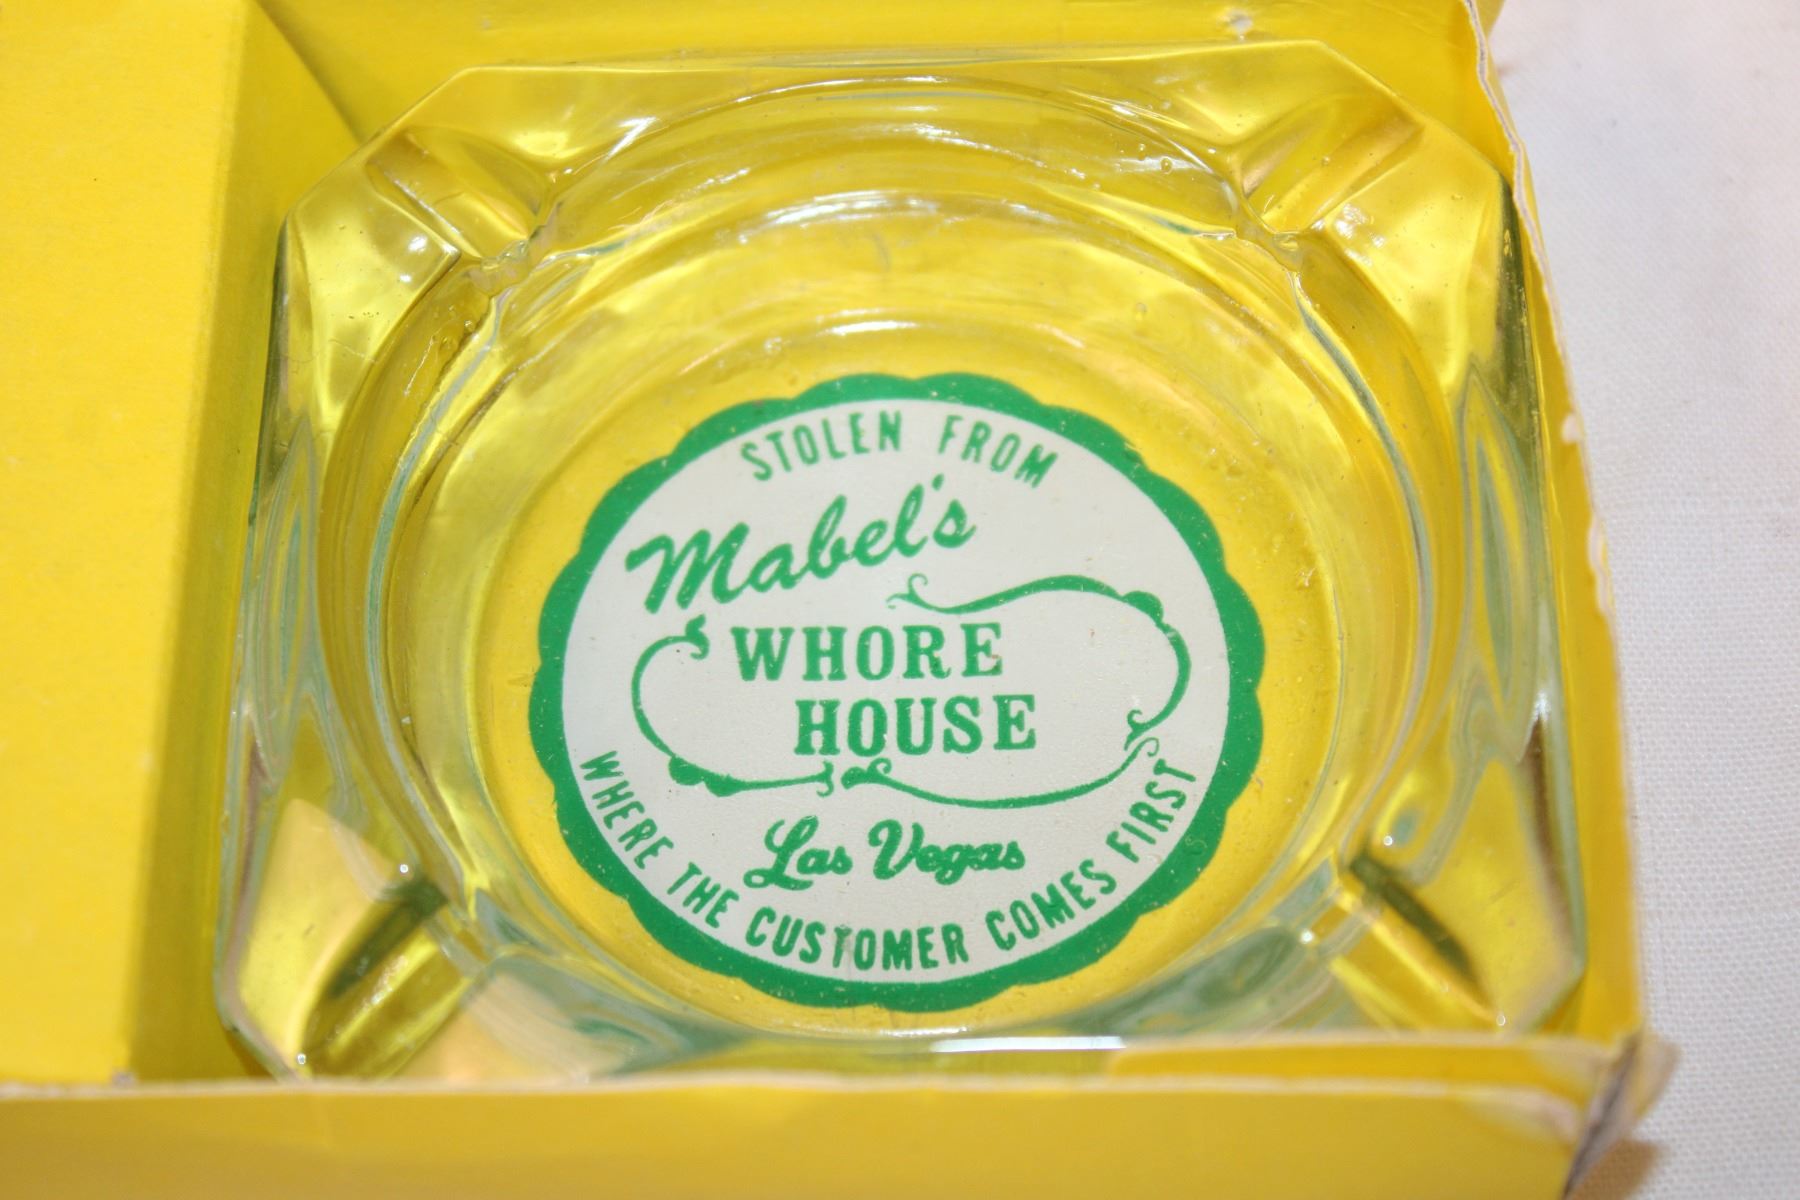 STOLEN FROM
Mabel's
WHORE
HOUSE
Las Vegas
WHERE THE CUSTOMER COMES FIRST